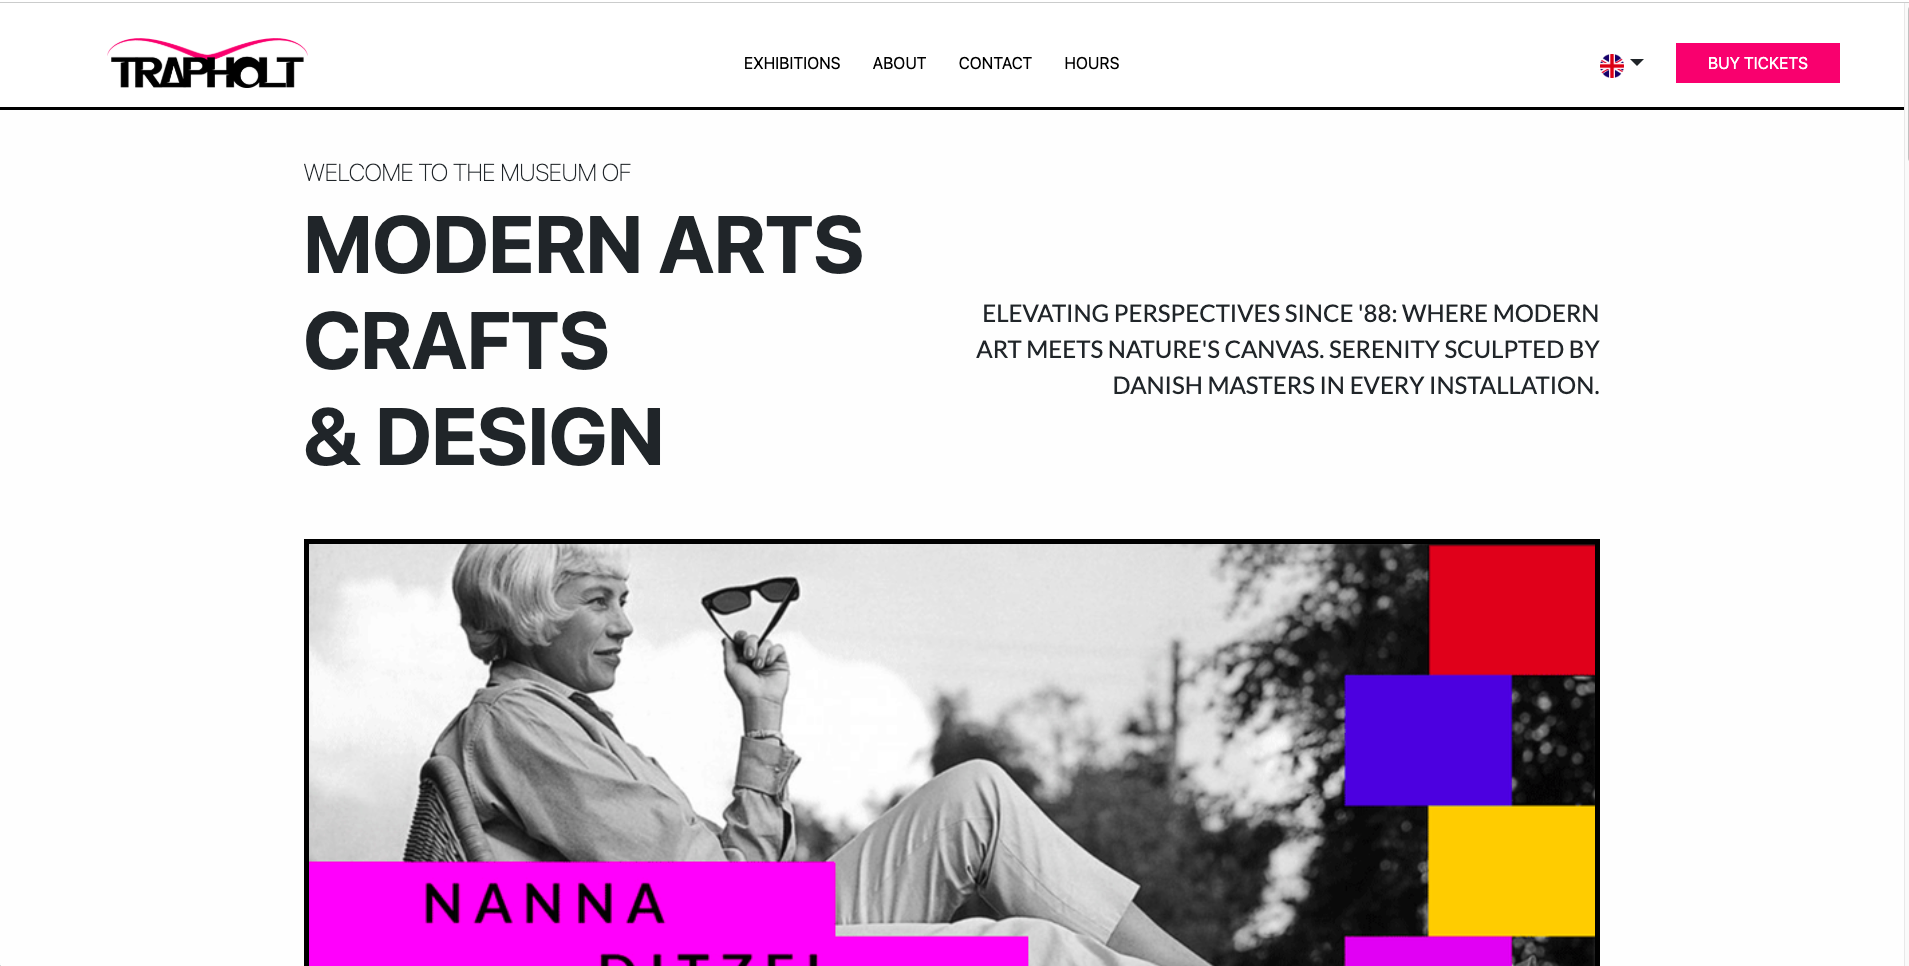 TRAPHOLT
EXHIBITIONS ABOUT CONTACT HOURS
BUY TICKETS
WELCOME TO THE MUSEUM OF
MODERN ARTS
CRAFTS
& DESIGN
ELEVATING PERSPECTIVES SINCE '88: WHERE MODERN
ART MEETS NATURE'S CANVAS. SERENITY SCULPTED BY
DANISH MASTERS IN EVERY INSTALLATION.
NANNA
DITZEL